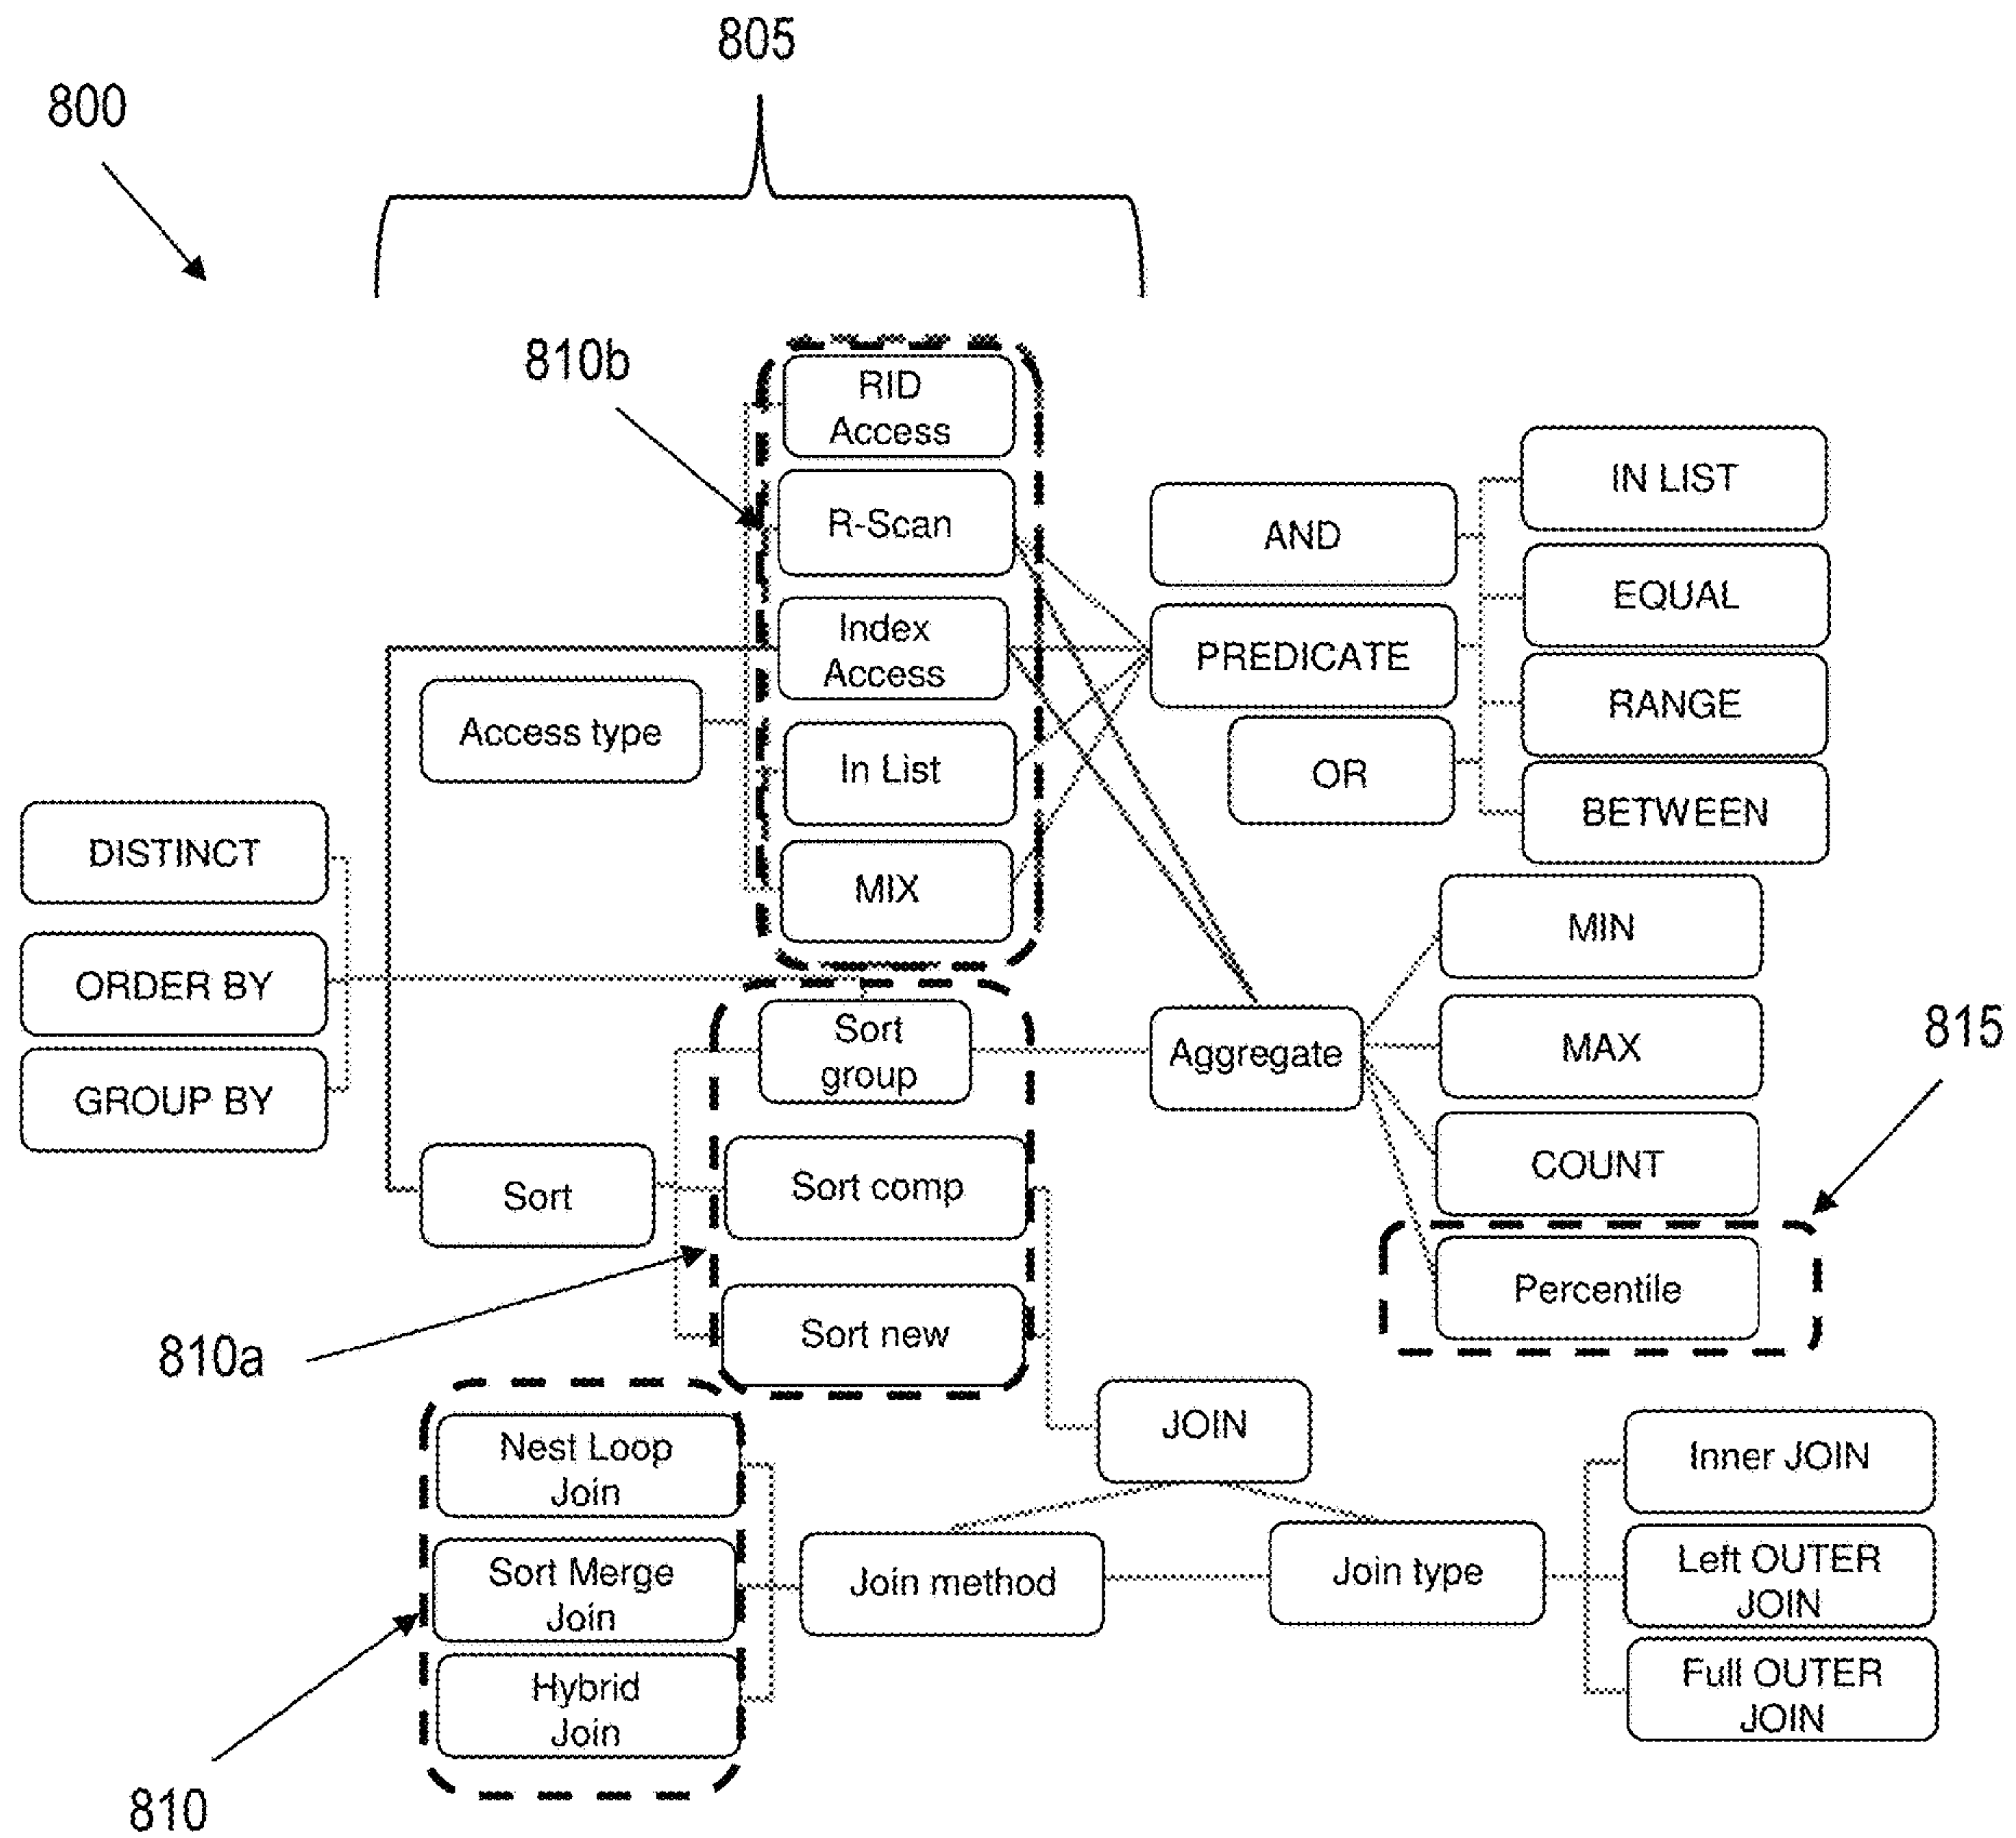 805
800
810b
RID
Access
R-Scan
Index
Access
In List
MIX
Access type
AND
PREDICATE
OR
IN LIST
EQUAL
RANGE
BETWEEN
DISTINCT
ORDER BY
GROUP BY
Sort
group
Sort comp
Sort new
Sort
810a
Aggregate
MIN
MAX
COUNT
Percentile
815
Nest Loop
Join
Sort Merge
Join
Hybrid
Join
810
JOIN
Join method
Join type
Inner JOIN
Left OUTER
JOIN
Full OUTER
JOIN